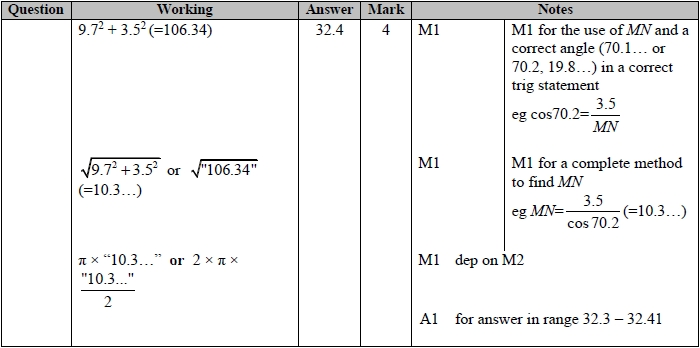 Question Working Answer Mark Notes
9.7² + 3.5² (=106.34) 32.4 4 M1 M1 for the use of MN and a
correct angle (70.1… or
70.2, 19.8…) in a correct
trig statement
eg cos70.2= 3.5/MN
√(9.7² + 3.5²) or √"106.34" M1 M1 for a complete method
(=10.3…) to find MN
eg MN= 3.5/cos 70.2 (=10.3…)
π × “10.3…” or 2 × π × M1 dep on M2
"10.3..."
2
A1 for answer in range 32.3 – 32.41